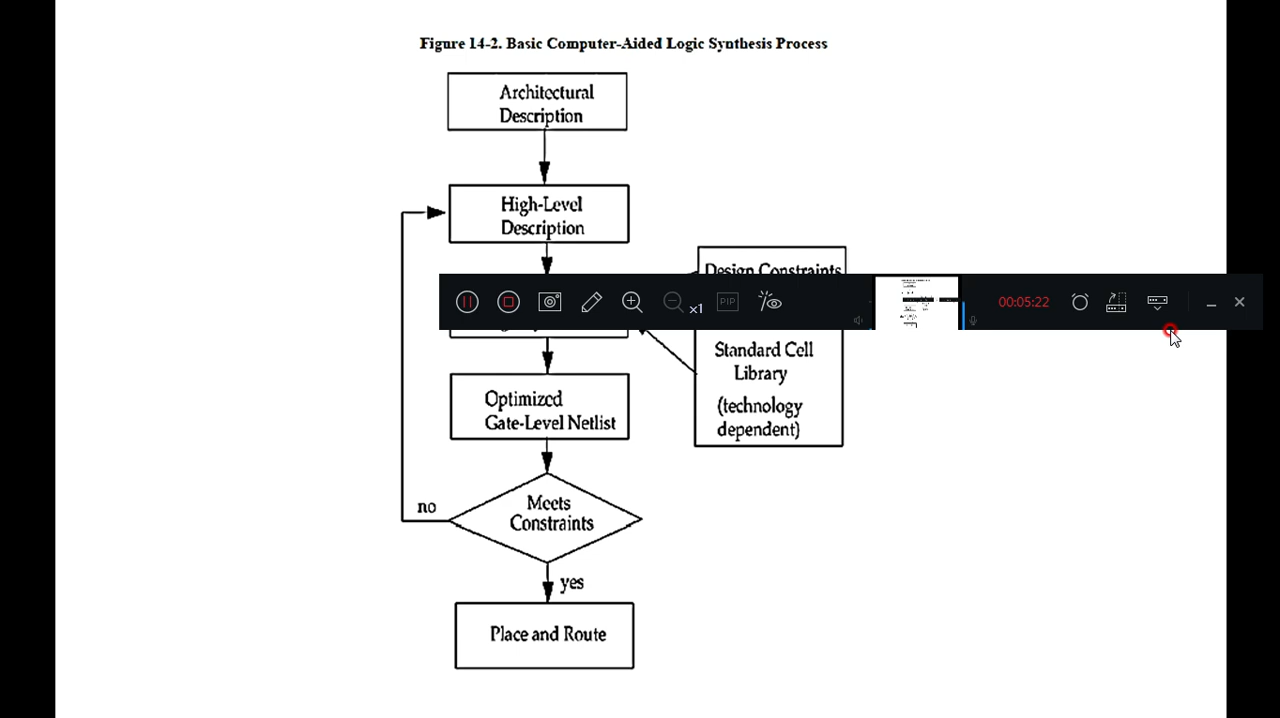 Figure 14-2. Basic Computer-Aided Logic Synthesis Process
Architectural
Description
High-Level
Description
Design Constraints
x1
PIP
00:05:22
Standard Cell
Library
(technology
dependent)
Optimized
Gate-Level Netlist
Meets
Constraints
no
yes
Place and Route